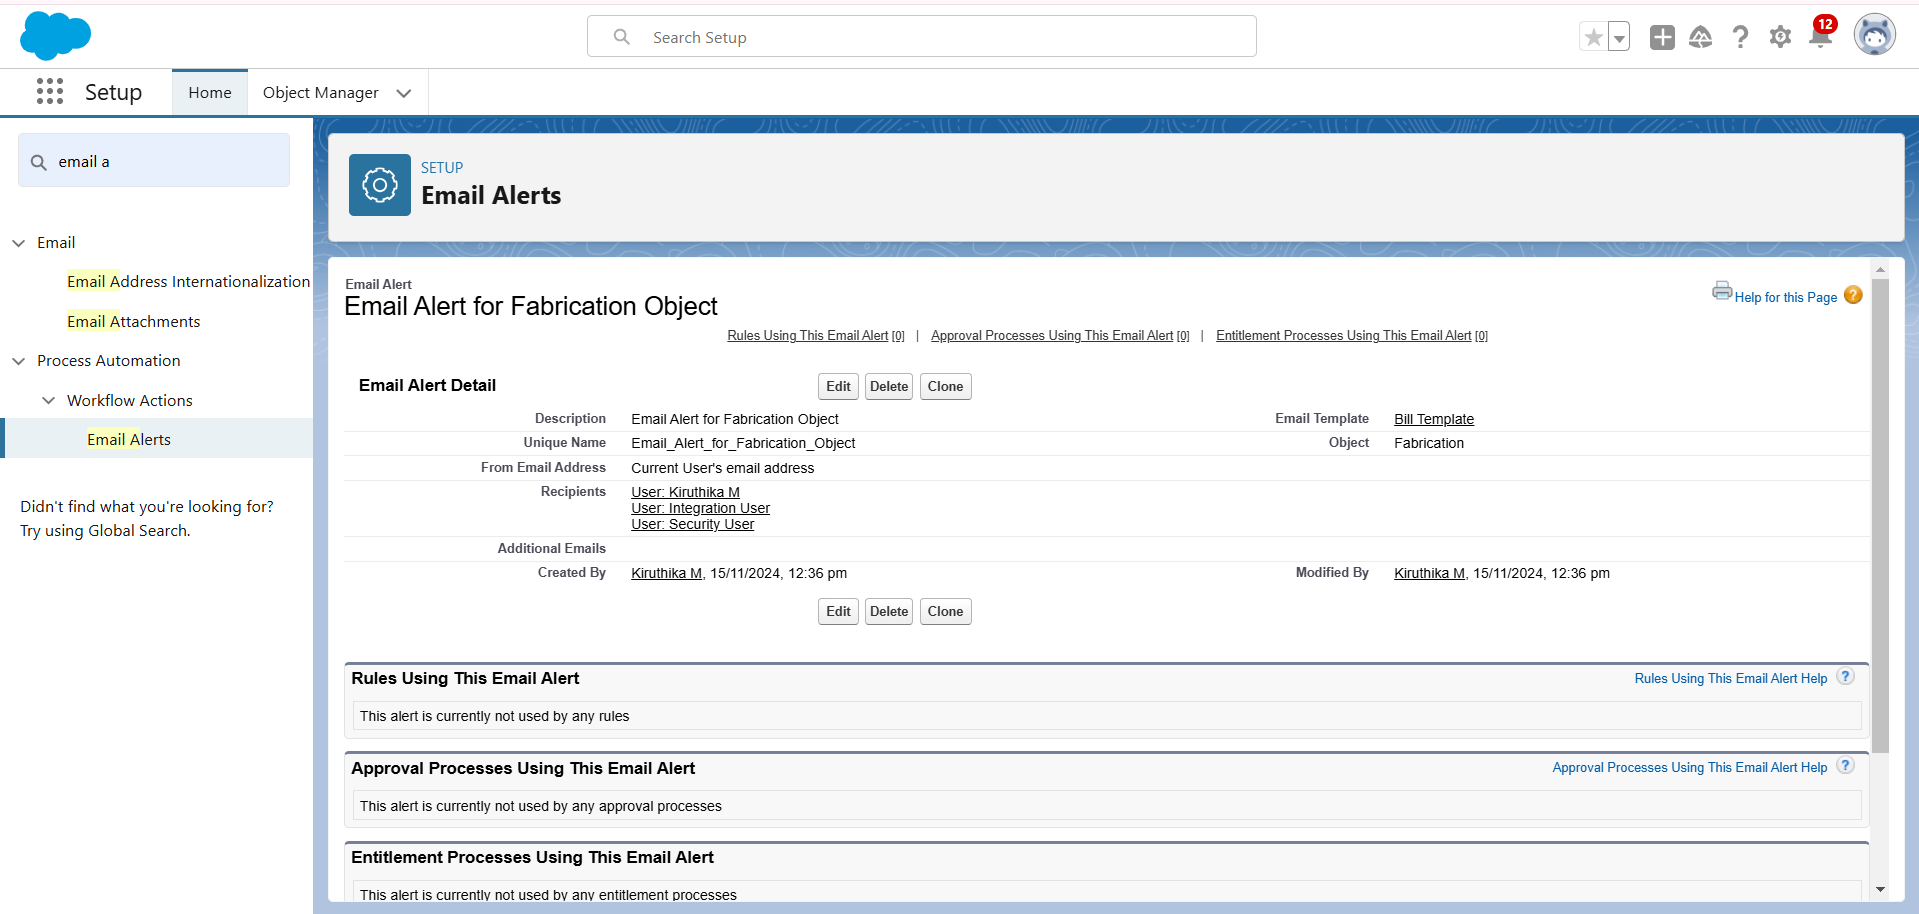 Search Setup
12
Setup
Home
Object Manager
email a
Email
Email Address Internationalization
Email Attachments
Process Automation
Workflow Actions
Email Alerts
Didn't find what you're looking for?
Try using Global Search.
SETUP
Email Alerts
Email Alert
Email Alert for Fabrication Object
Help for this Page ?
Rules Using This Email Alert [0] | Approval Processes Using This Email Alert [0] | Entitlement Processes Using This Email Alert [0]
Email Alert Detail
Edit Delete Clone
Description Email Alert for Fabrication Object Email Template Bill Template
Unique Name Email_Alert_for_Fabrication_Object Object Fabrication
From Email Address Current User's email address
Recipients User: Kiruthika M
User: Integration User
User: Security User
Additional Emails
Created By Kiruthika M, 15/11/2024, 12:36 pm Modified By Kiruthika M, 15/11/2024, 12:36 pm
Edit Delete Clone
Rules Using This Email Alert
Rules Using This Email Alert Help ?
This alert is currently not used by any rules
Approval Processes Using This Email Alert
Approval Processes Using This Email Alert Help ?
This alert is currently not used by any approval processes
Entitlement Processes Using This Email Alert
This alert is currently not used by any entitlement processes